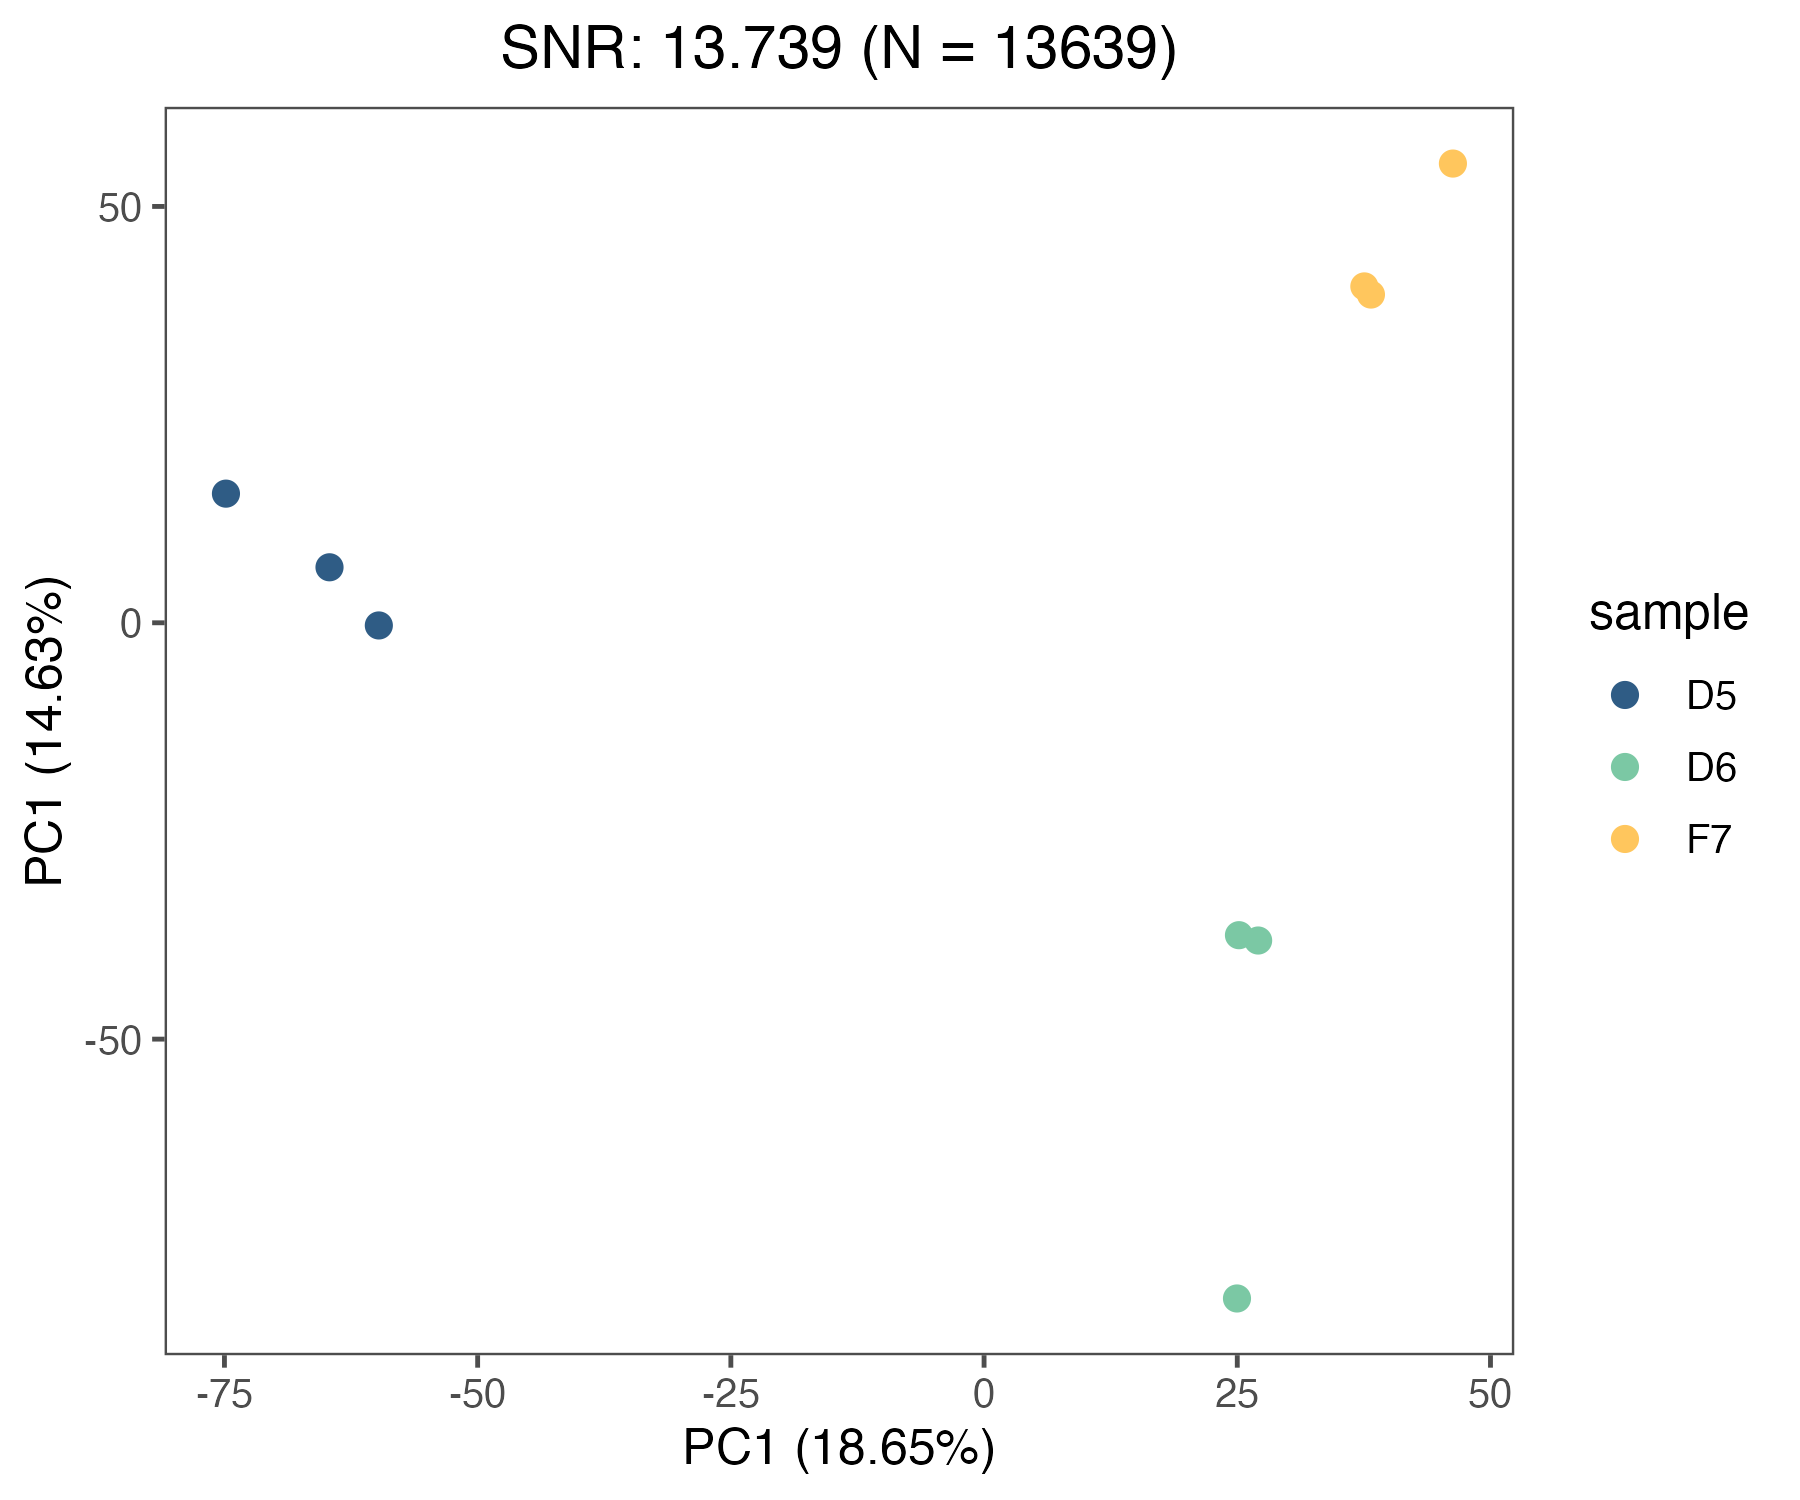 SNR: 13.739 (N = 13639)
PC1 (14.63%)
50
0
-50
-75
-50
-25
0
25
50
PC1 (18.65%)
sample
D5
D6
F7